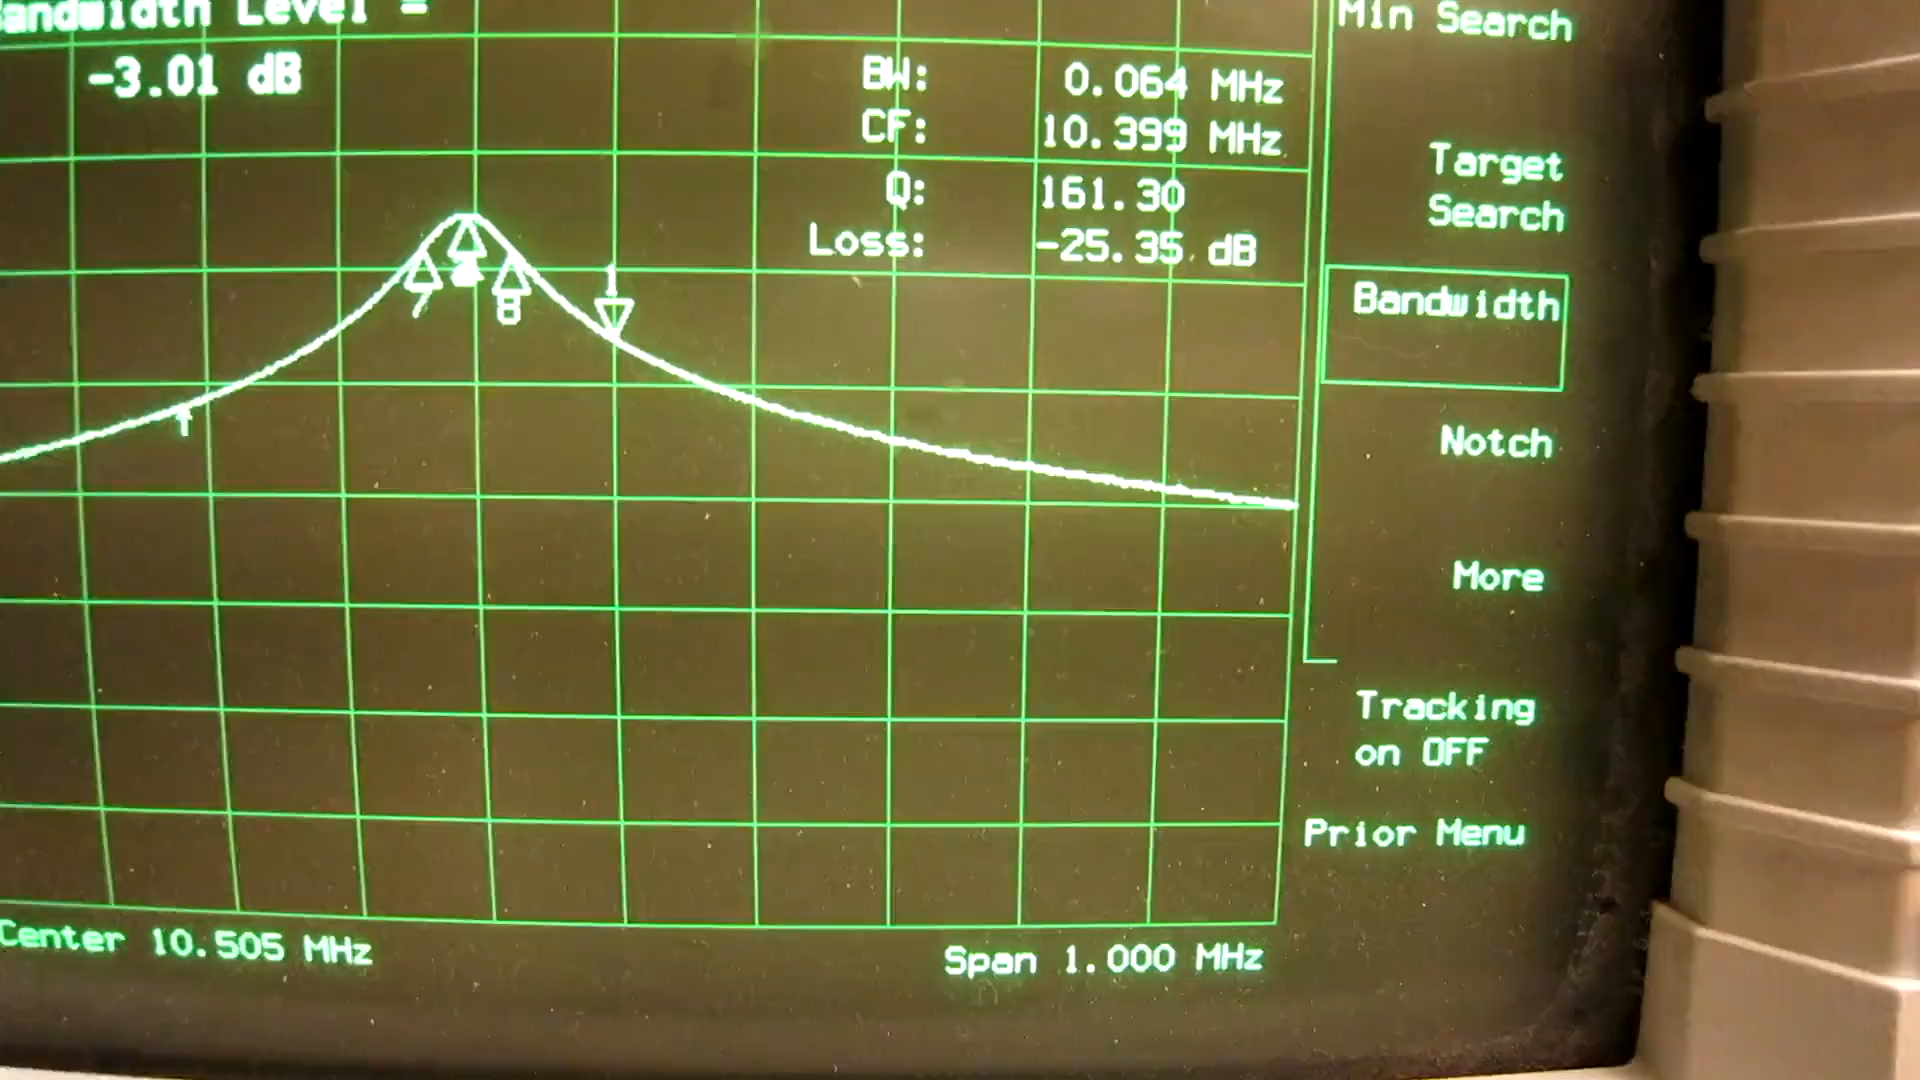 Bandwidth Level =
-3.01 dB
BW: 0.064 MHz
CF: 10.399 MHz
Q: 161.30
Loss: -25.35 dB
1
7
8
Center 10.505 MHz
Span 1.000 MHz
Min Search
Target
Search
Bandwidth
Notch
More
Tracking
on OFF
Prior Menu